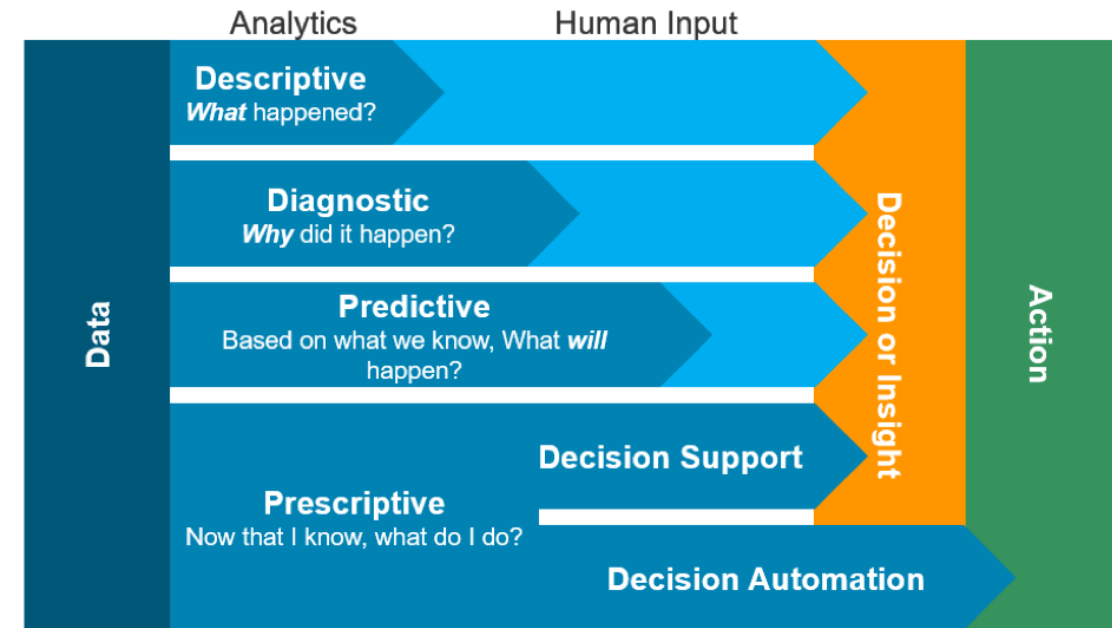 Analytics
Human Input
Descriptive
What happened?
Diagnostic
Why did it happen?
Predictive
Based on what we know, What will
happen?
Prescriptive
Now that I know, what do I do?
Decision Support
Decision Automation
Data
Decision or Insight
Action